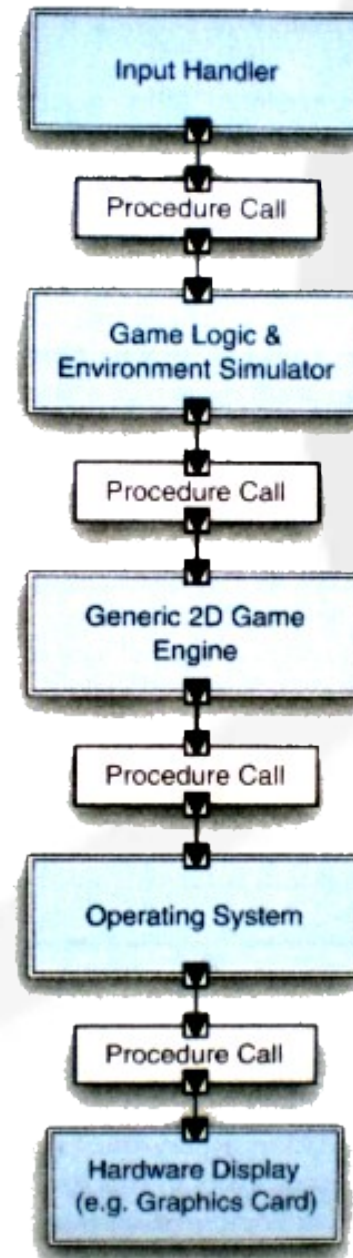 Input Handler
Procedure Call
Game Logic &
Environment Simulator
Procedure Call
Generic 2D Game
Engine
Procedure Call
Operating System
Procedure Call
Hardware Display
(e.g. Graphics Card)